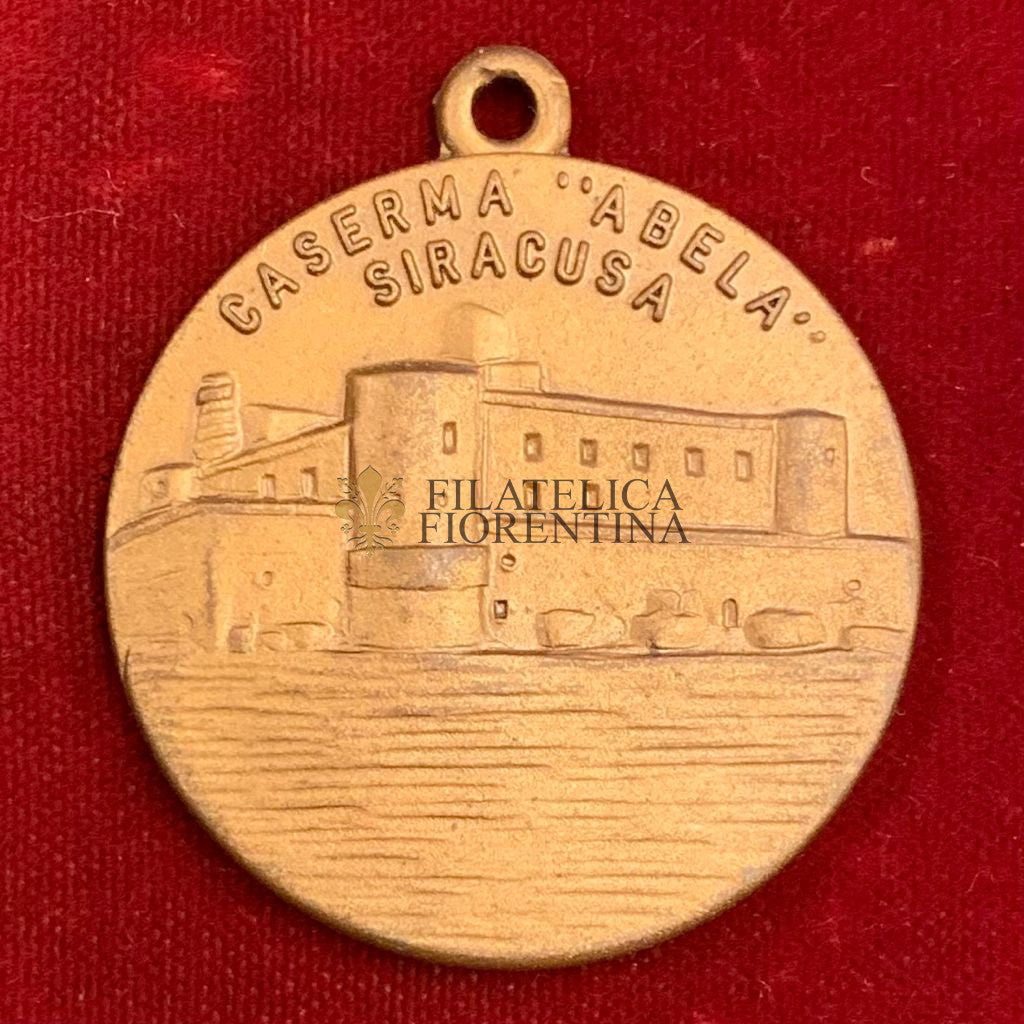 CASERMA "ABELA"
SIRACUSA
FILATELICA
FIORENTINA